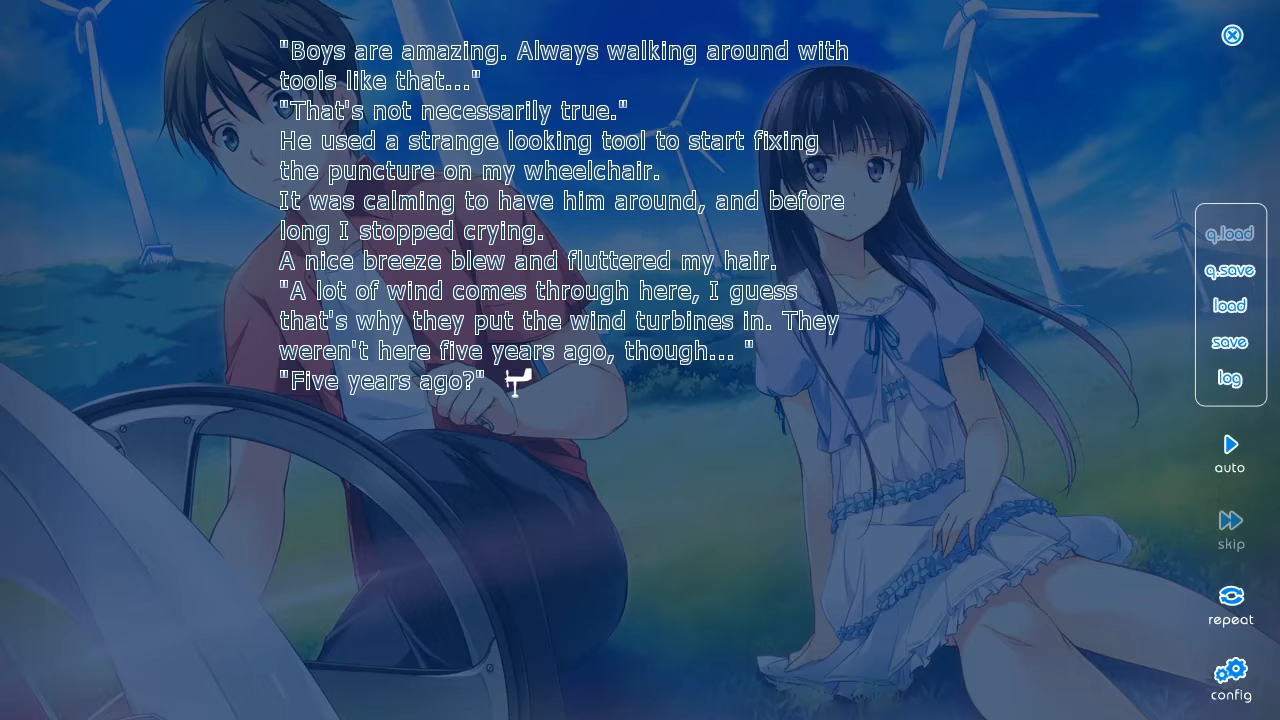 "Boys are amazing. Always walking around with
tools like that..."
"That's not necessarily true."
He used a strange looking tool to start fixing
the puncture on my wheelchair.
It was calming to have him around, and before
long I stopped crying.
A nice breeze blew and fluttered my hair.
"A lot of wind comes through here, I guess
that's why they put the wind turbines in. They
weren't here five years ago, though... "
"Five years ago?"
q.load
q.save
load
save
log
auto
skip
repeat
config